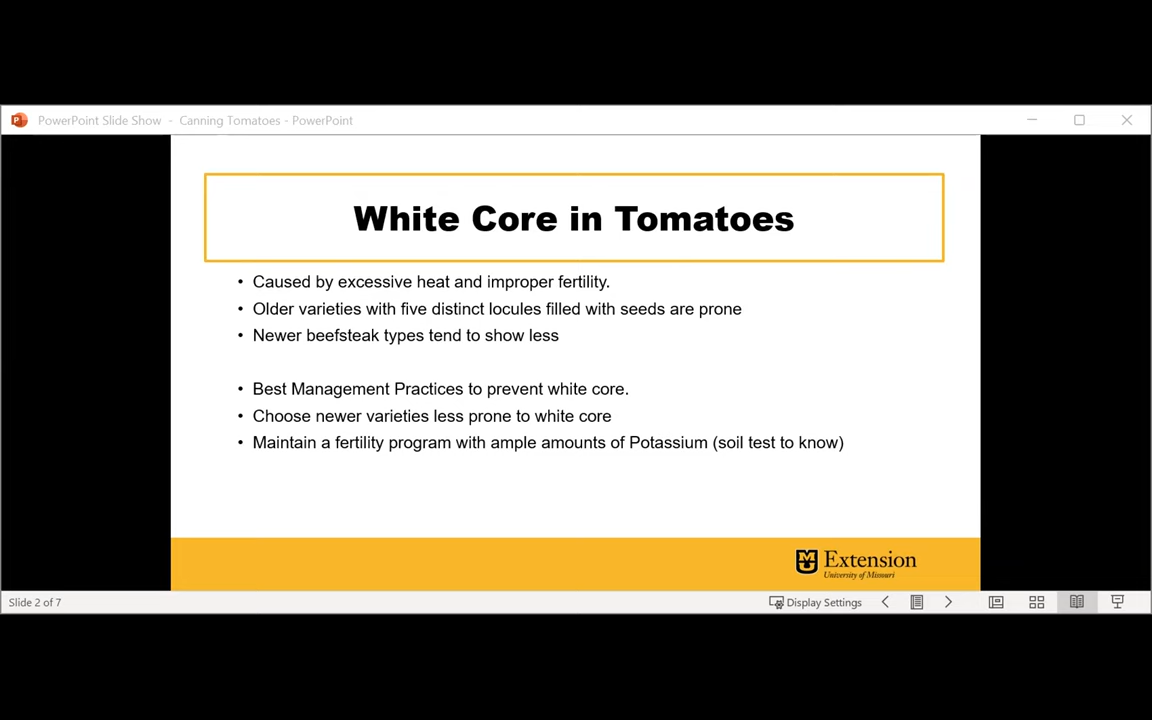 PowerPoint Slide Show - Canning Tomatoes - PowerPoint
White Core in Tomatoes
• Caused by excessive heat and improper fertility.
• Older varieties with five distinct locules filled with seeds are prone
• Newer beefsteak types tend to show less
• Best Management Practices to prevent white core.
• Choose newer varieties less prone to white core
• Maintain a fertility program with ample amounts of Potassium (soil test to know)
Extension
University of Missouri
Slide 2 of 7
Display Settings